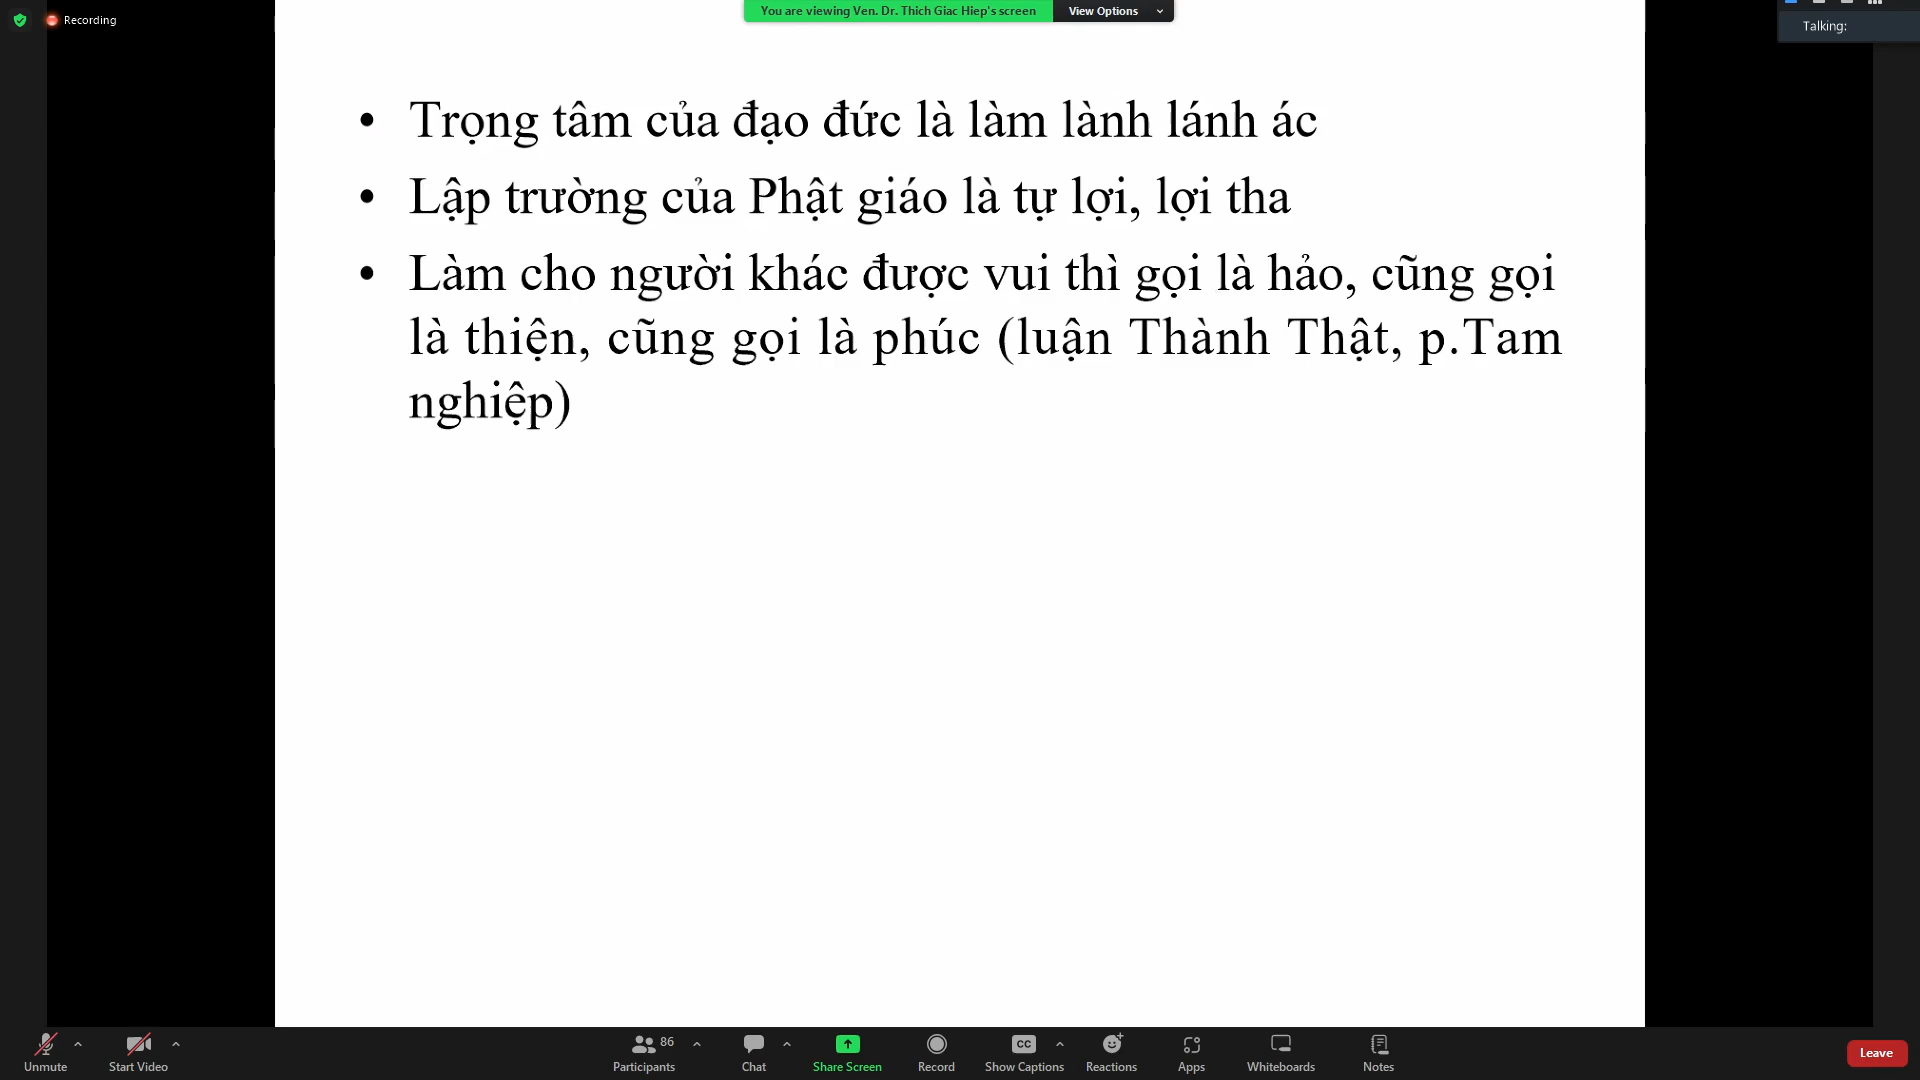 Recording
You are viewing Ven. Dr. Thich Giac Hiep's screen View Options
Talking:
• Trọng tâm của đạo đức là làm lành lánh ác
• Lập trường của Phật giáo là tự lợi, lợi tha
• Làm cho người khác được vui thì gọi là hảo, cũng gọi
là thiện, cũng gọi là phúc (luận Thành Thật, p.Tam
nghiệp)
Unmute
Start Video
86
Participants
Chat
Share Screen
Record
CC
Show Captions
Reactions
Apps
Whiteboards
Notes
Leave